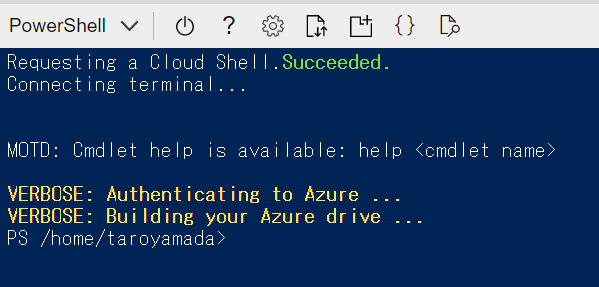 PowerShell
Requesting a Cloud Shell.Succeeded.
Connecting terminal...
MOTD: Cmdlet help is available: help <cmdlet name>
VERBOSE: Authenticating to Azure ...
VERBOSE: Building your Azure drive ...
PS /home/taroyamada>